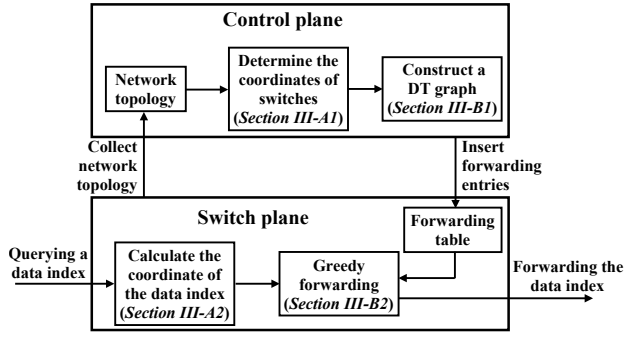 Control plane
Network
topology
Determine the
coordinates of
switches
(Section III-A1)
Construct a
DT graph
(Section III-B1)
Collect
network
topology
Insert
forwarding
entries
Switch plane
Forwarding
table
Querying a
data index
Calculate the
coordinate of
the data index
(Section III-A2)
Greedy
forwarding
(Section III-B2)
Forwarding the
data index